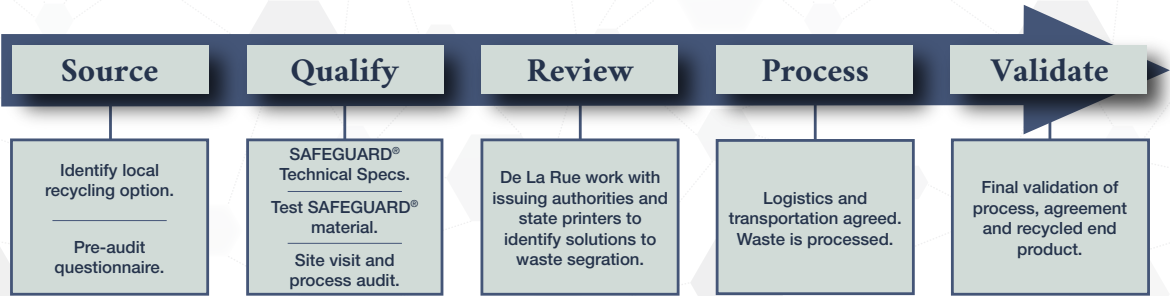 Source
Qualify
Review
Process
Validate
Identify local
recycling option.
Pre-audit
questionnaire.
SAFEGUARD®
Technical Specs.
Test SAFEGUARD®
material.
Site visit and
process audit.
De La Rue work with
issuing authorities and
state printers to
identify solutions to
waste segration.
Logistics and
transportation agreed.
Waste is processed.
Final validation of
process, agreement
and recycled end
product.